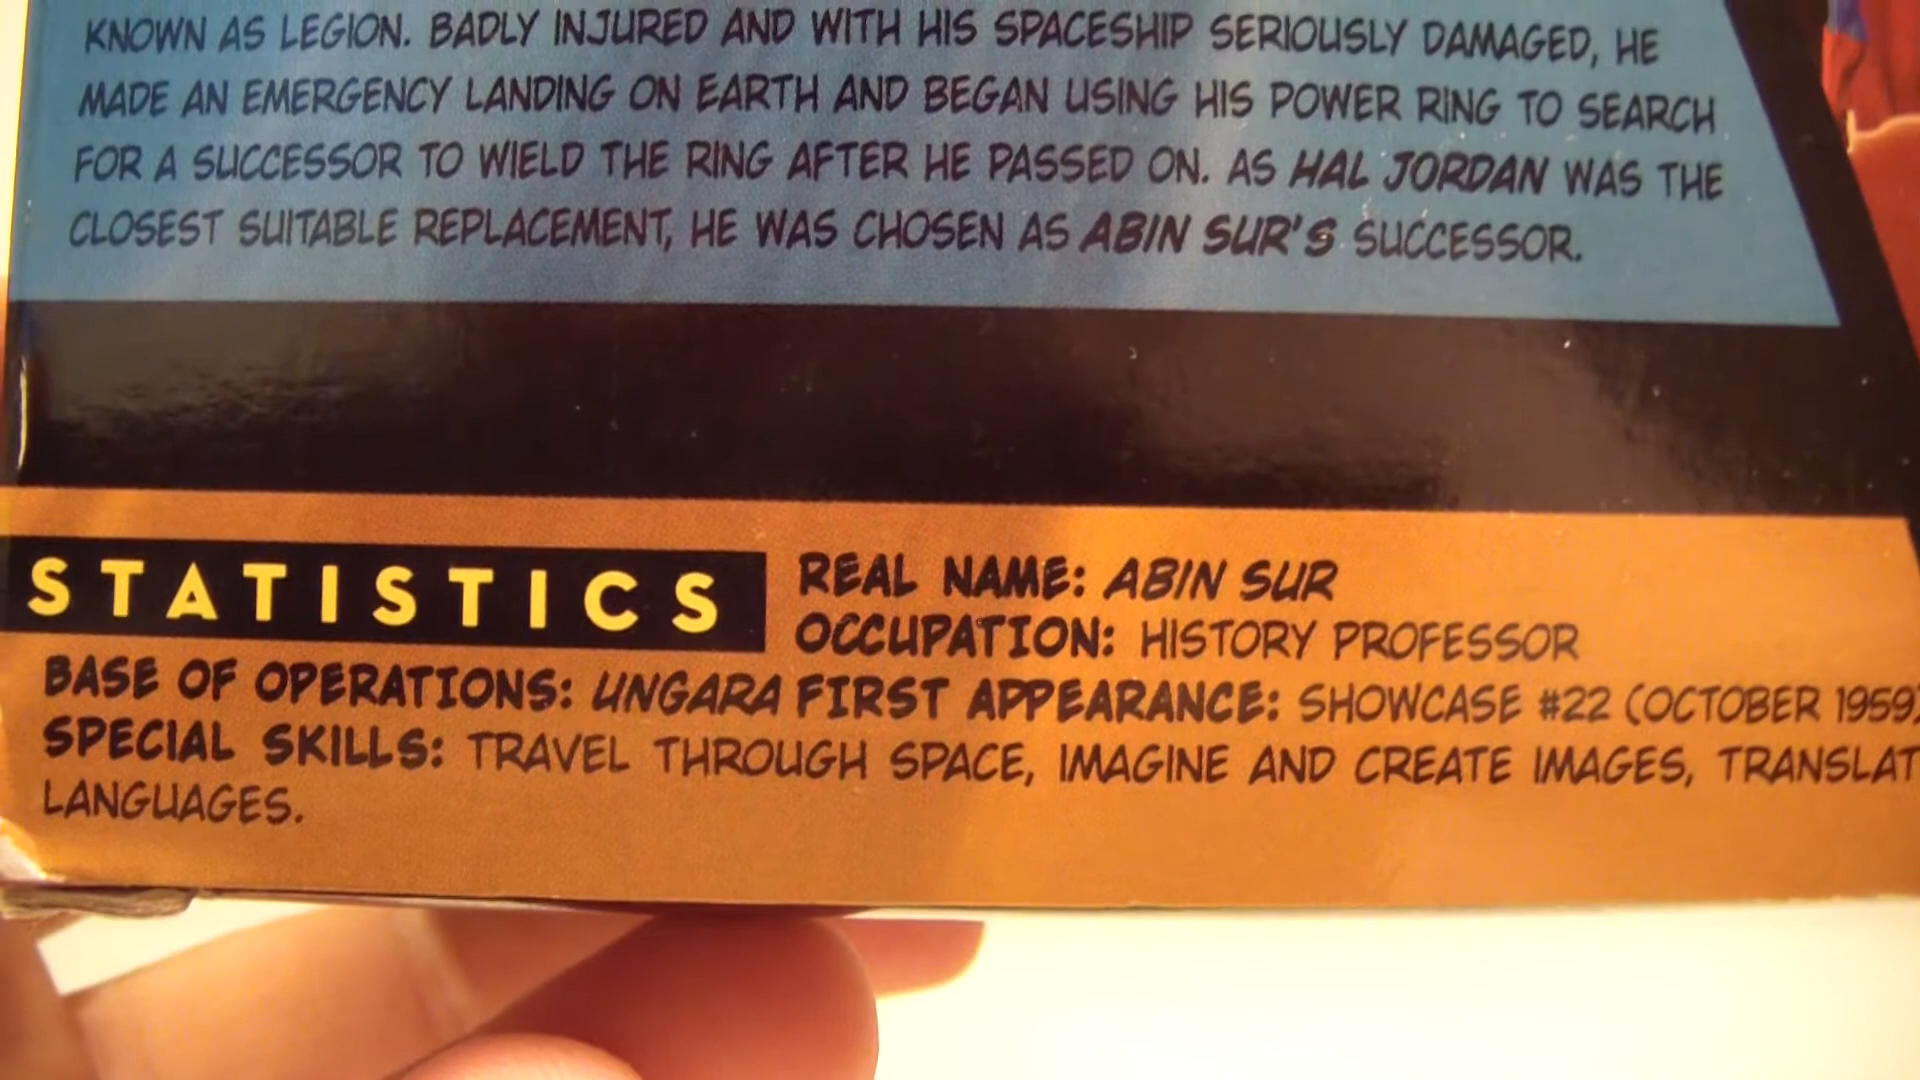 KNOWN AS LEGION. BADLY INJURED AND WITH HIS SPACESHIP SERIOUSLY DAMAGED, HE
MADE AN EMERGENCY LANDING ON EARTH AND BEGAN USING HIS POWER RING TO SEARCH
FOR A SUCCESSOR TO WIELD THE RING AFTER HE PASSED ON. AS HAL JORDAN WAS THE
CLOSEST SUITABLE REPLACEMENT, HE WAS CHOSEN AS ABIN SUR'S SUCCESSOR.
STATISTICS
REAL NAME: ABIN SUR
OCCUPATION: HISTORY PROFESSOR
BASE OF OPERATIONS: UNGARA FIRST APPEARANCE: SHOWCASE #22 (OCTOBER 1959)
SPECIAL SKILLS: TRAVEL THROUGH SPACE, IMAGINE AND CREATE IMAGES, TRANSLAT
LANGUAGES.